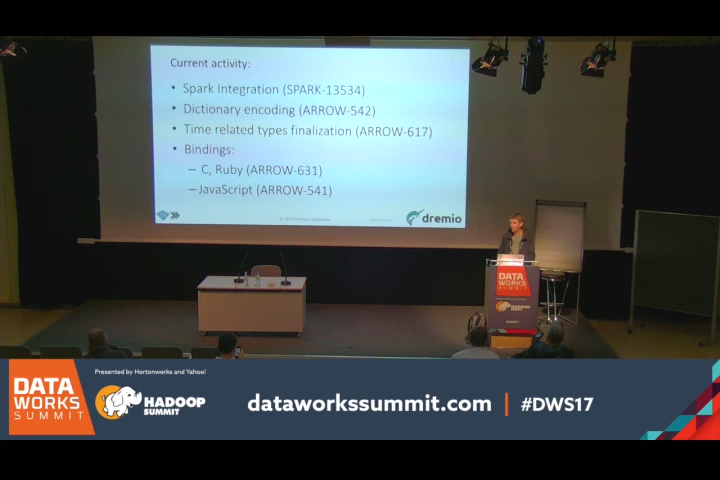 Current activity:
• Spark Integration (SPARK-13534)
• Dictionary encoding (ARROW-542)
• Time related types finalization (ARROW-617)
• Bindings:
– C, Ruby (ARROW-631)
– JavaScript (ARROW-541)
dremio
DATA
WORKS
SUMMIT
HADOOP
DATA
WORKS
SUMMIT
Presented by Hortonworks and Yahoo!
HADOOP
SUMMIT
dataworkssummit.com | #DWS17